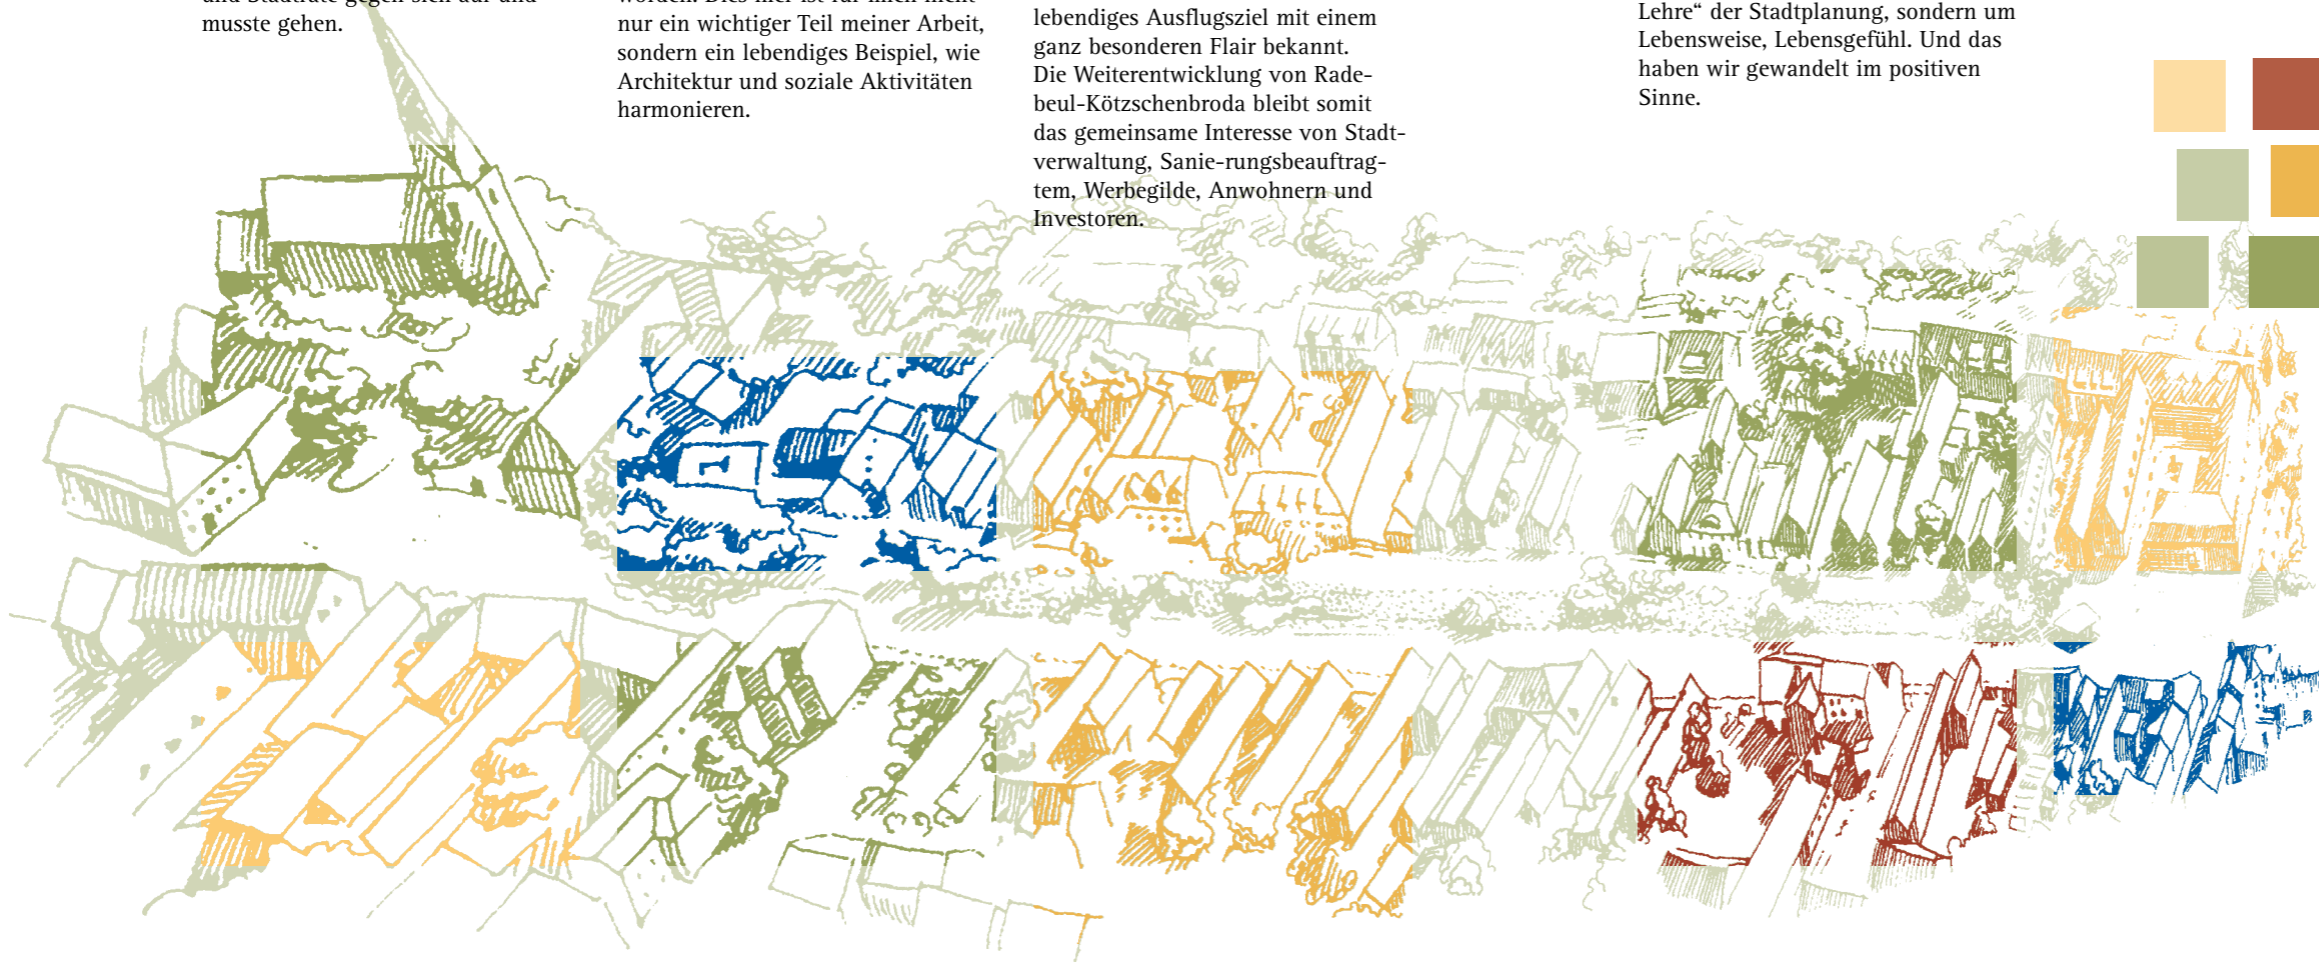 musste gehen.
nur ein wichtiger Teil meiner Arbeit,
sondern ein lebendiges Beispiel, wie
Architektur und soziale Aktivitäten
harmonieren.
lebendiges Ausflugsziel mit einem
ganz besonderen Flair bekannt.
Die Weiterentwicklung von Rade-
beul-Kötzschenbroda bleibt somit
das gemeinsame Interesse von Stadt-
verwaltung, Sanie-rungsbeauftrag-
tem, Werbegilde, Anwohnern und
Investoren.
Lehre“ der Stadtplanung, sondern um
Lebensweise, Lebensgefühl. Und das
haben wir gewandelt im positiven
Sinne.